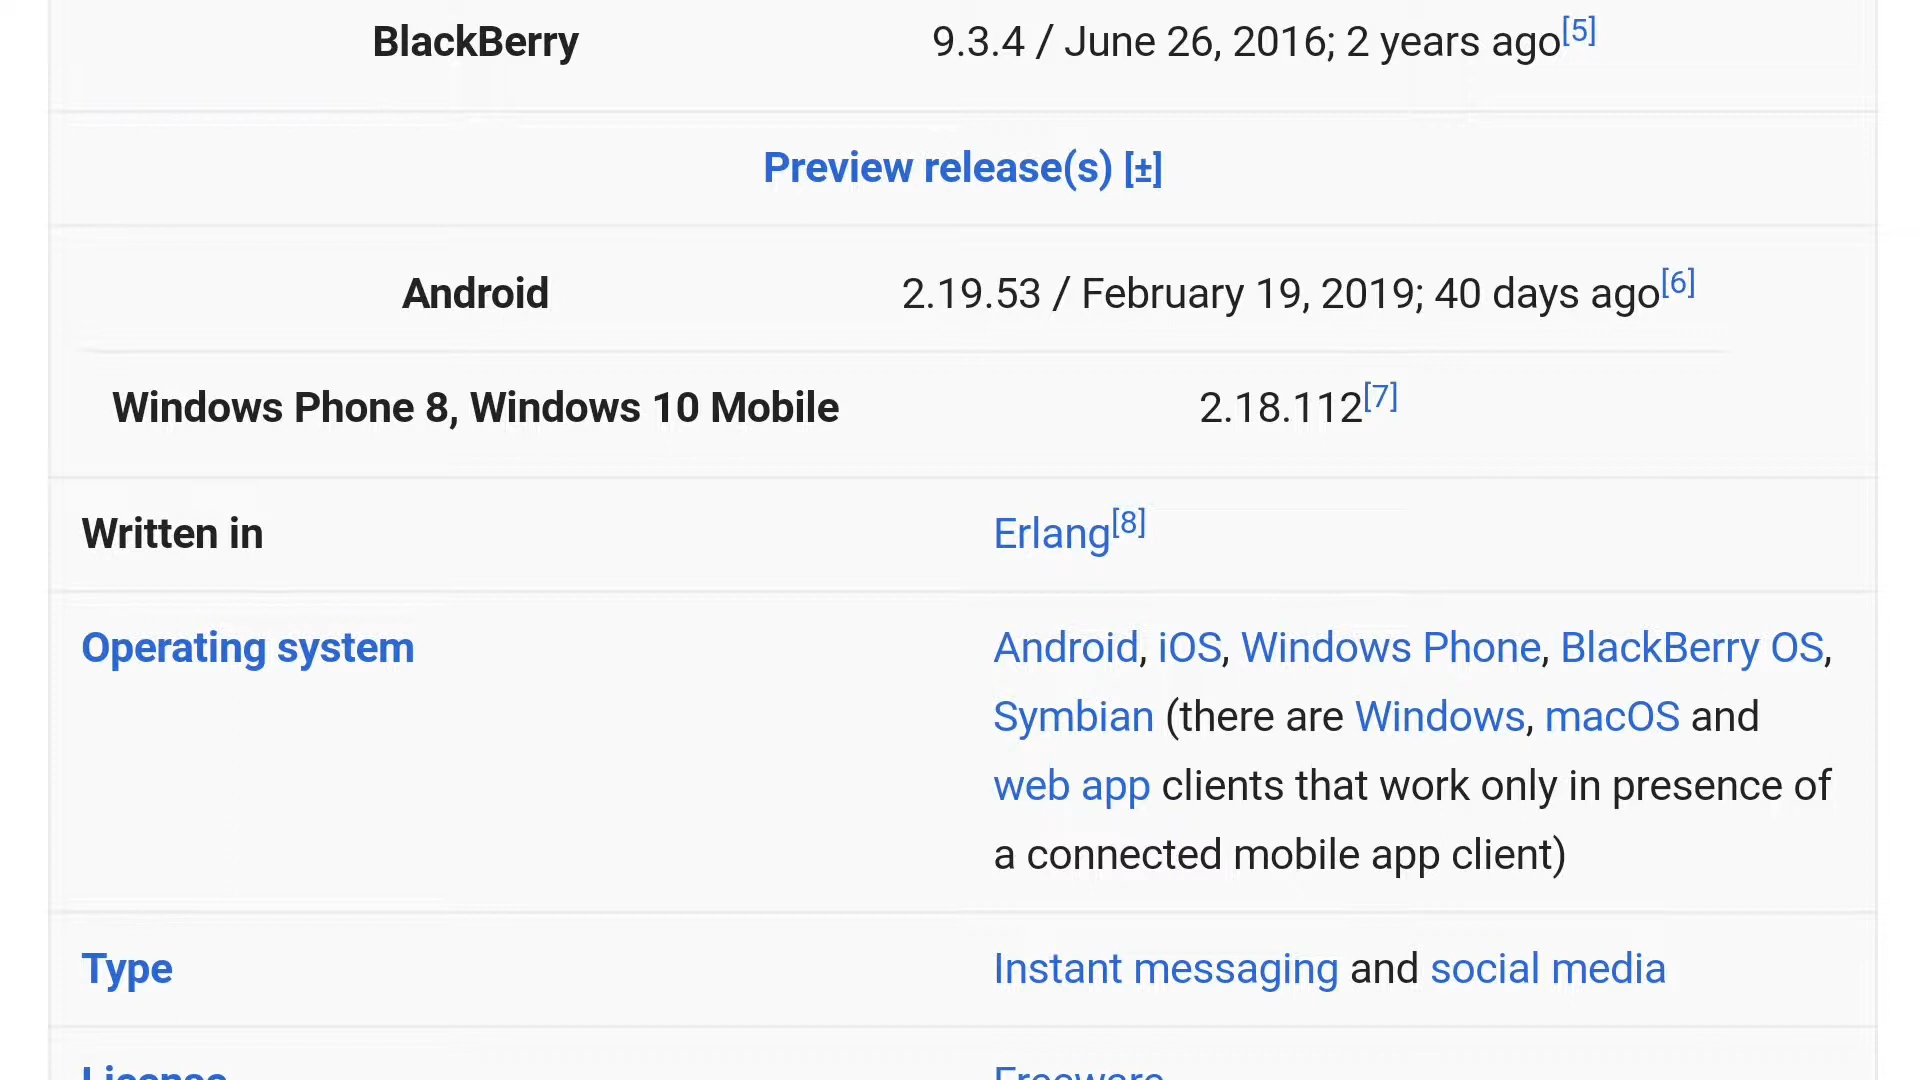 BlackBerry 9.3.4 / June 26, 2016; 2 years ago[5]
Preview release(s) [±]
Android 2.19.53 / February 19, 2019; 40 days ago[6]
Windows Phone 8, Windows 10 Mobile 2.18.112[7]
Written in Erlang[8]
Operating system Android, iOS, Windows Phone, BlackBerry OS,
Symbian (there are Windows, macOS and
web app clients that work only in presence of
a connected mobile app client)
Type Instant messaging and social media
License Freeware